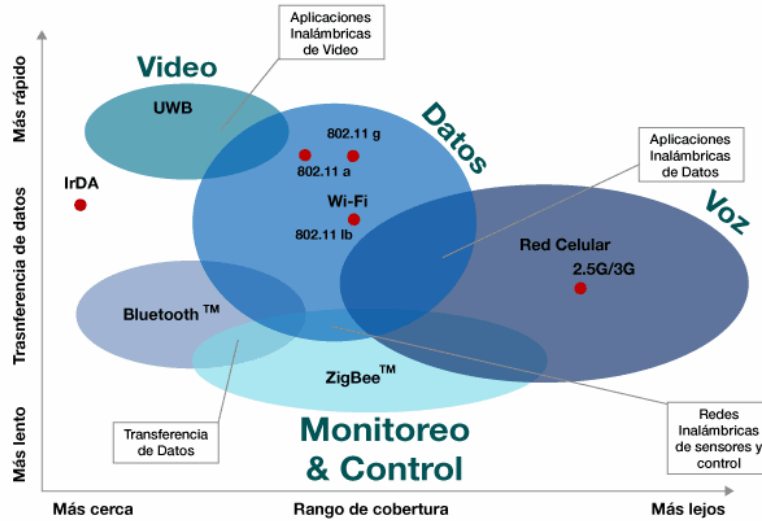 Aplicaciones
Inalámbricas
de Video
Video
UWB
Datos
802.11 g
802.11 a
Wi-Fi
802.11 Ib
IrDA
Aplicaciones
Inalámbricas
de Datos
Voz
Red Celular
2.5G/3G
Bluetooth TM
ZigBee TM
Transferencia
de Datos
Monitoreo
& Control
Redes
Inalámbricas
de sensores y
control
Más rápido
Trasnferencia de datos
Más lento
Más cerca
Rango de cobertura
Más lejos